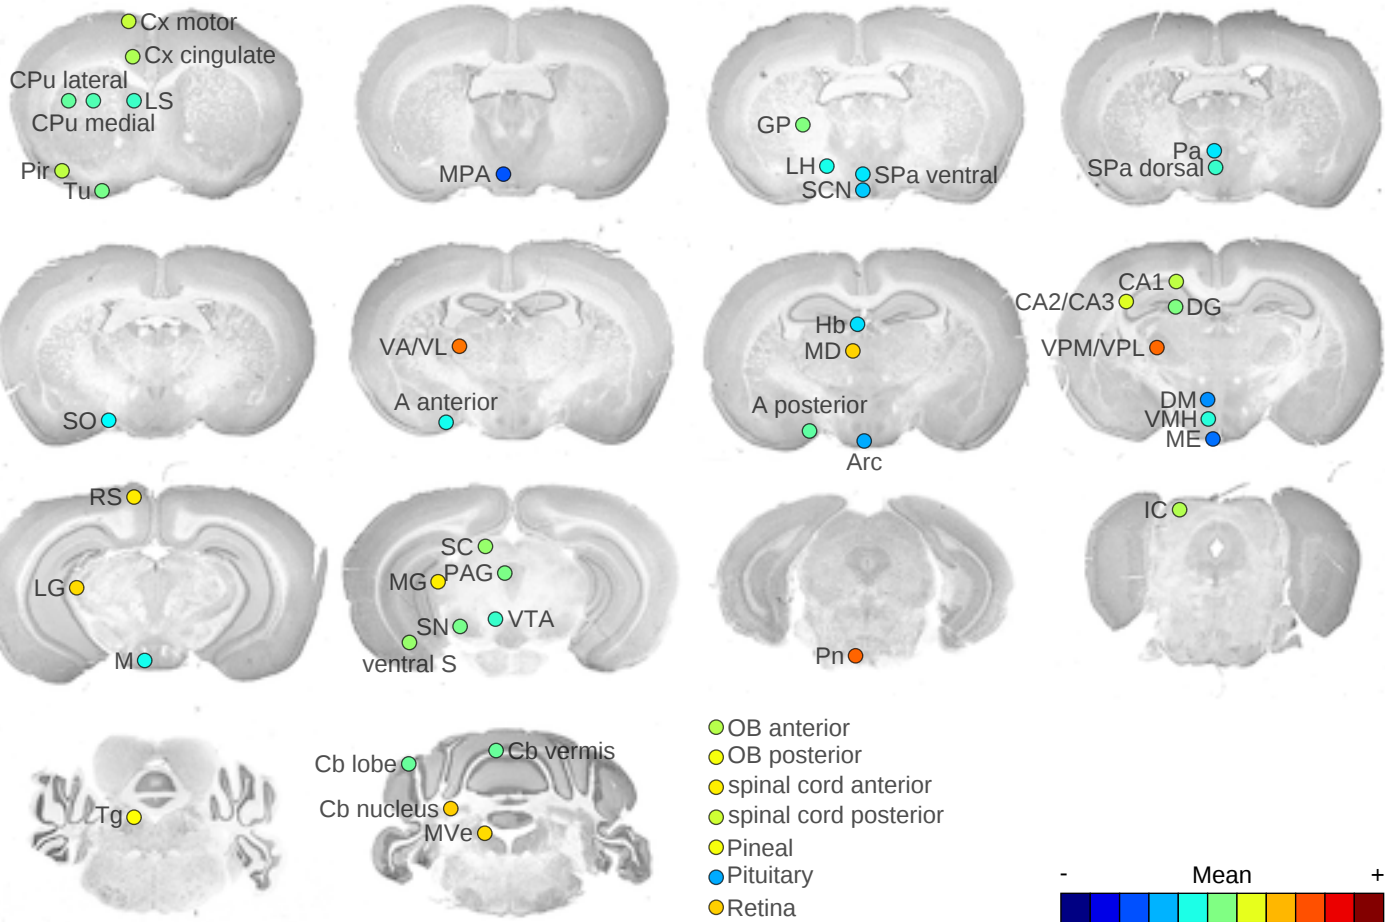 Cx motor
Cx cingulate
CPu lateral
LS
CPu medial
Pir
Tu
MPA
GP
LH
SPa ventral
SCN
Pa
SPa dorsal
SO
VA/VL
A anterior
Hb
MD
A posterior
Arc
CA1
CA2/CA3
DG
VPM/VPL
DM
VMH
ME
RS
LG
M
SC
PAG
MG
VTA
SN
ventral S
Pn
IC
Tg
Cb vermis
Cb lobe
Cb nucleus
MVe
OB anterior
OB posterior
spinal cord anterior
spinal cord posterior
Pineal
Pituitary
Retina
- Mean +